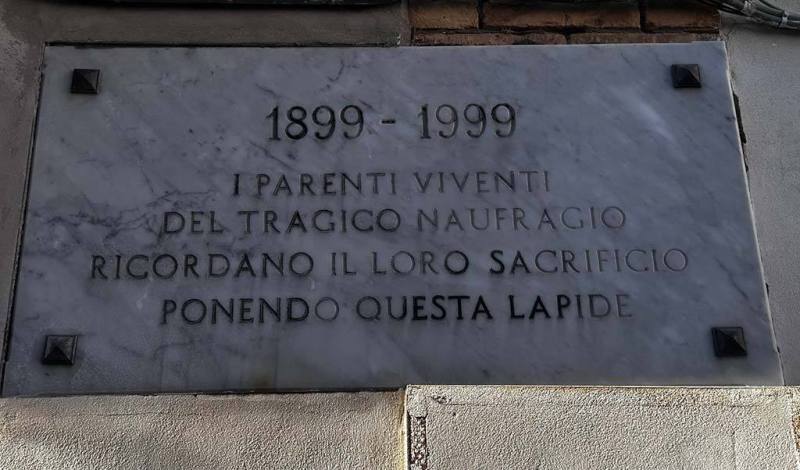 1899 - 1999
I PARENTI VIVENTI
DEL TRAGICO NAUFRAGIO
RICORDANO IL LORO SACRIFICIO
PONENDO QUESTA LAPIDE